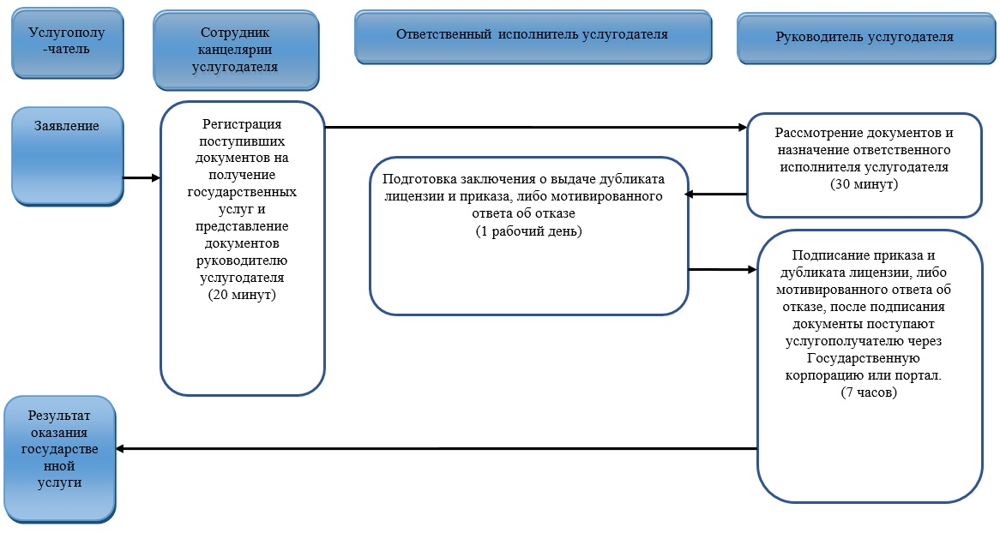 Услугополу
-чатель
Сотрудник
канцелярии
услугодателя
Ответственный исполнитель услугодателя
Руководитель услугодателя
Заявление
Регистрация
поступивших
документов на
получение
государственных
услуг и
представление
документов
руководителю
услугодателя
(20 минут)
Рассмотрение документов и
назначение ответственного
исполнителя услугодателя
(30 минут)
Подготовка заключения о выдаче дубликата
лицензии и приказа, либо мотивированного
ответа об отказе
(1 рабочий день)
Подписание приказа и
дубликата лицензии, либо
мотивированного ответа об
отказе, после подписания
документы поступают
услугополучателю через
Государственную
корпорацию или портал.
(7 часов)
Результат
оказания
государстве
нной
услуги